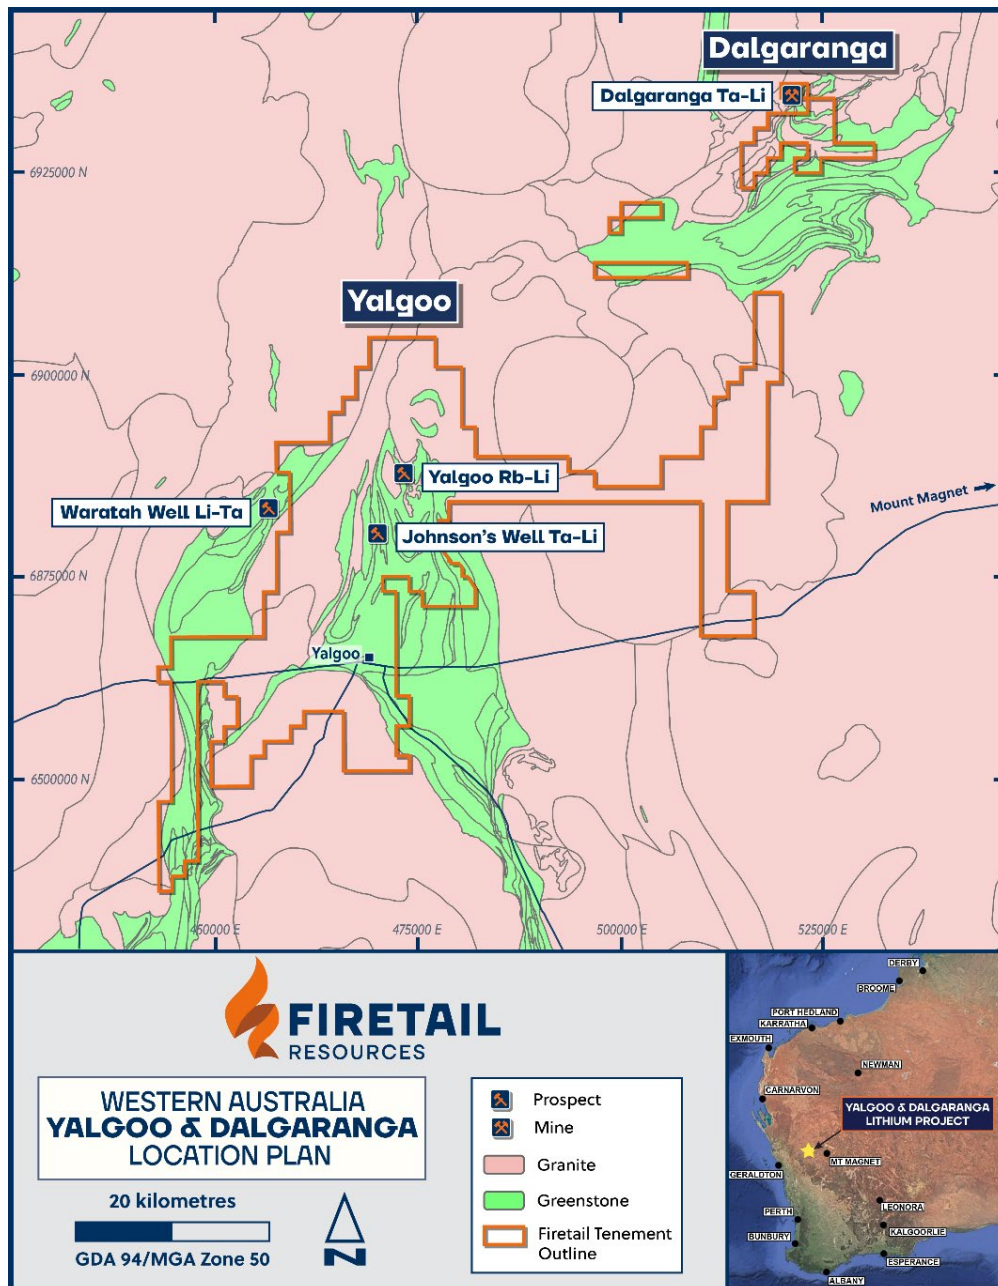 Dalgaranga
Dalgaranga Ta-Li
6925000 N
Yalgoo
6900000 N
Yalgoo Rb-Li
Waratah Well Li-Ta
Mount Magnet
Johnson's Well Ta-Li
6875000 N
Yalgoo
6500000 N
450000 E
475000 E
500000 E
525000 E
FIRETAIL
RESOURCES
WESTERN AUSTRALIA
YALGOO & DALGARANGA
LOCATION PLAN
20 kilometres
GDA 94/MGA Zone 50
N
Prospect
Mine
Granite
Greenstone
Firetail Tenement
Outline
DERBY
BROOME
PORT HEDLAND
KARRATHA
EXMOUTH
NEWMAN
CARNARVON
YALGOO & DALGARANGA
LITHIUM PROJECT
MT MAGNET
GERALDTON
LEONORA
PERTH
KALGOORLIE
BUNBURY
ESPERANCE
ALBANY